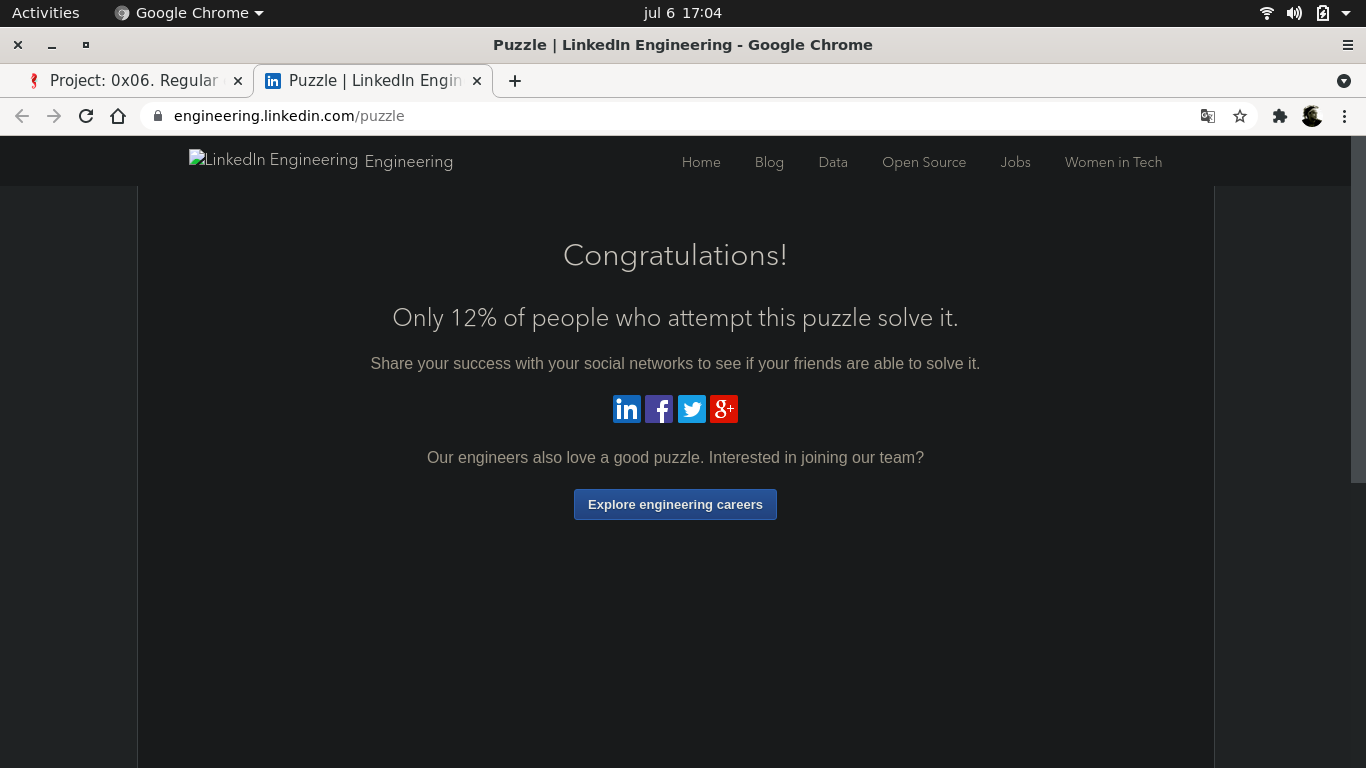 Activities Google Chrome jul 6 17:04
Puzzle | LinkedIn Engineering - Google Chrome
Project: 0x06. Regular Puzzle | LinkedIn Engin
engineering.linkedin.com/puzzle
LinkedIn Engineering Engineering Home Blog Data Open Source Jobs Women in Tech
Congratulations!
Only 12% of people who attempt this puzzle solve it.
Share your success with your social networks to see if your friends are able to solve it.
in f g+
Our engineers also love a good puzzle. Interested in joining our team?
Explore engineering careers